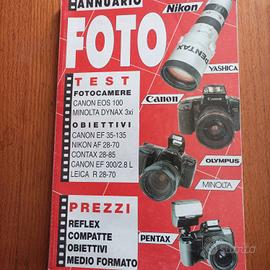 ANNUARIO
FOTO
Nikon
PENTAX
YASHICA
TEST
FOTOCAMERE
CANON EOS 100
MINOLTA DYNAX 3xi
OBIETTIVI
CANON EF 35-135
NIKON AF 28-70
CONTAX 28-85
CANON EF 300/2.8 L
LEICA R 28-70
Canon
OLYMPUS
MINOLTA
PREZZI
REFLEX
COMPATTE
OBIETTIVI
MEDIO FORMATO
PENTAX
subito